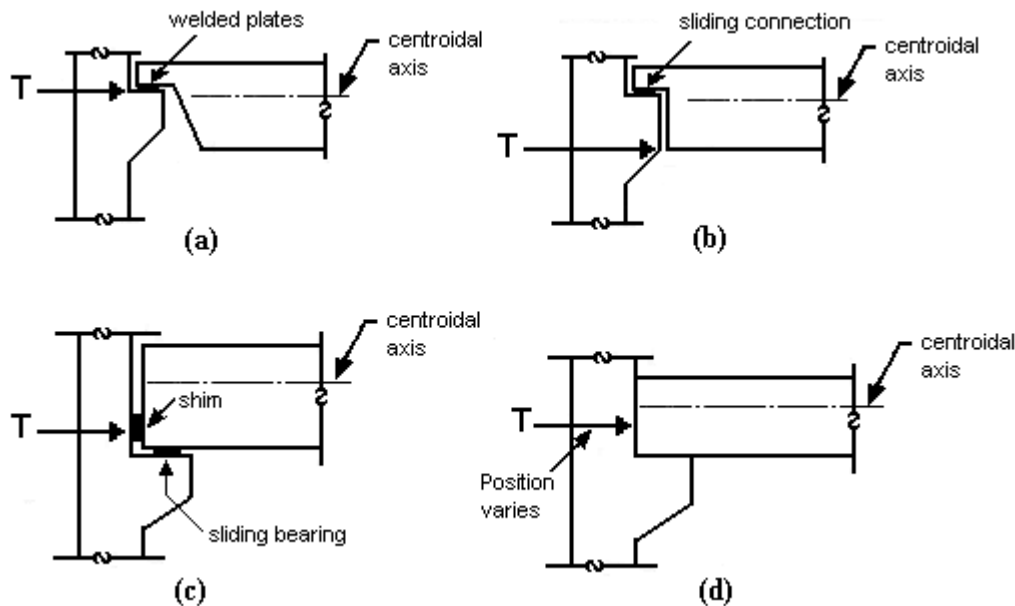 welded plates
centroidal
axis
T
(a)
sliding connection
centroidal
axis
T
(b)
centroidal
axis
shim
T
sliding bearing
(c)
centroidal
axis
T
Position
varies
(d)